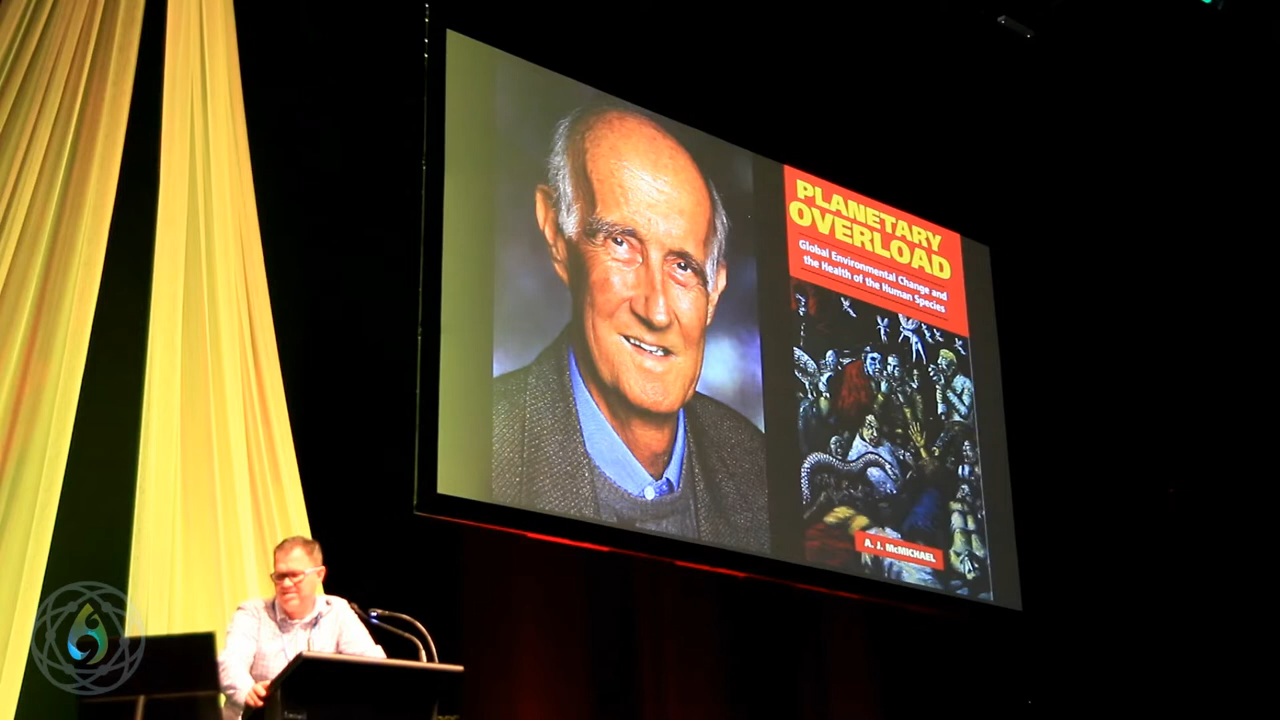 PLANETARY
OVERLOAD
Global Environmental Change and
the Health of the Human Species
A. J. McMICHAEL